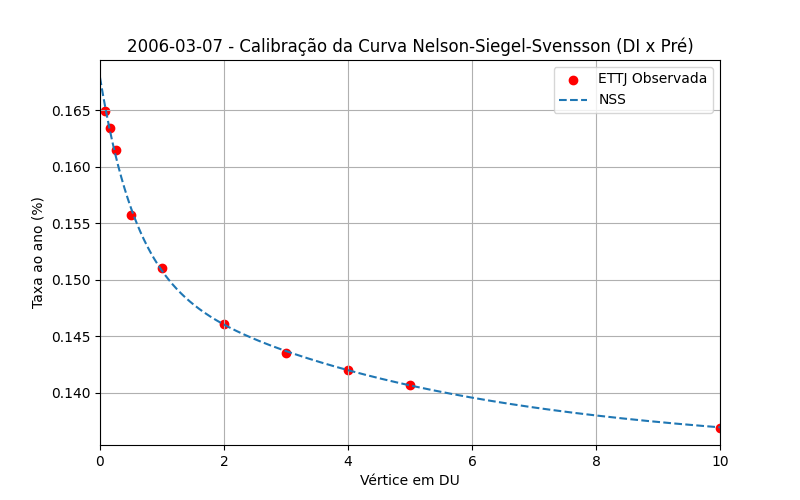 2006-03-07 - Calibração da Curva Nelson-Siegel-Svensson (DI x Pré)
ETTJ Observada
NSS
Taxa ao ano (%)
0.165
0.160
0.155
0.150
0.145
0.140
0 2 4 6 8 10
Vértice em DU